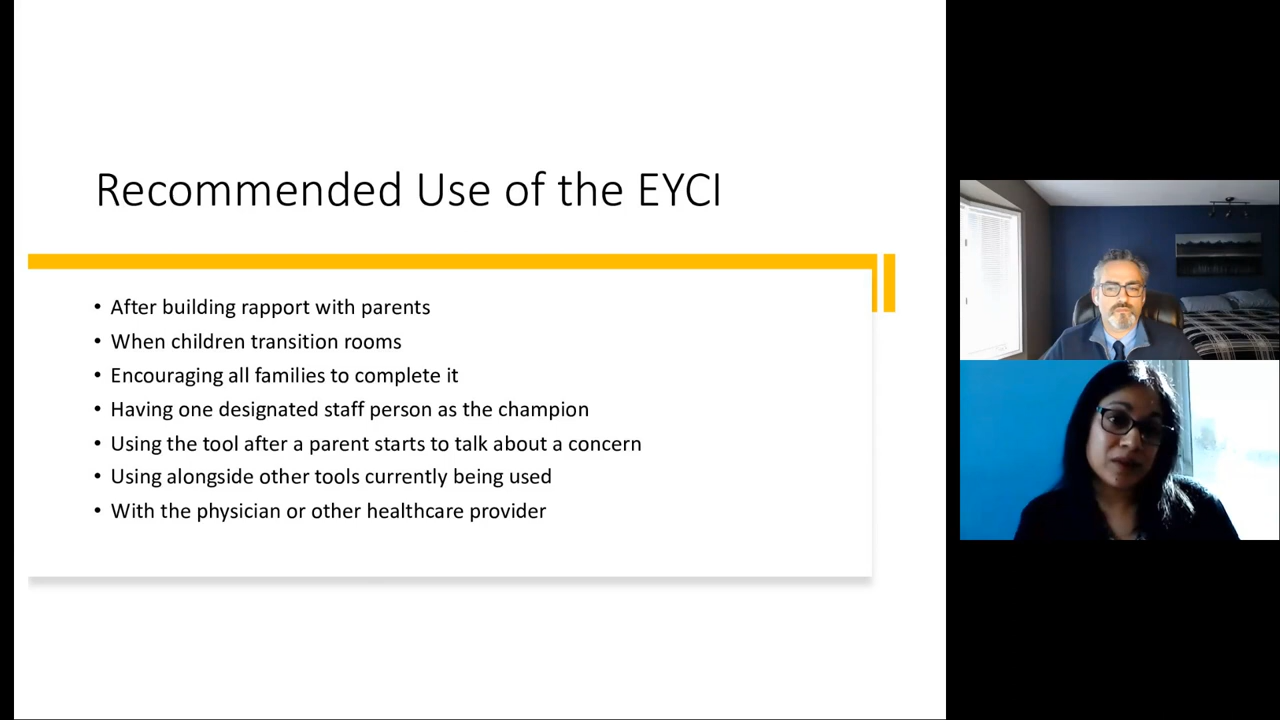 Recommended Use of the EYCI
• After building rapport with parents
• When children transition rooms
• Encouraging all families to complete it
• Having one designated staff person as the champion
• Using the tool after a parent starts to talk about a concern
• Using alongside other tools currently being used
• With the physician or other healthcare provider